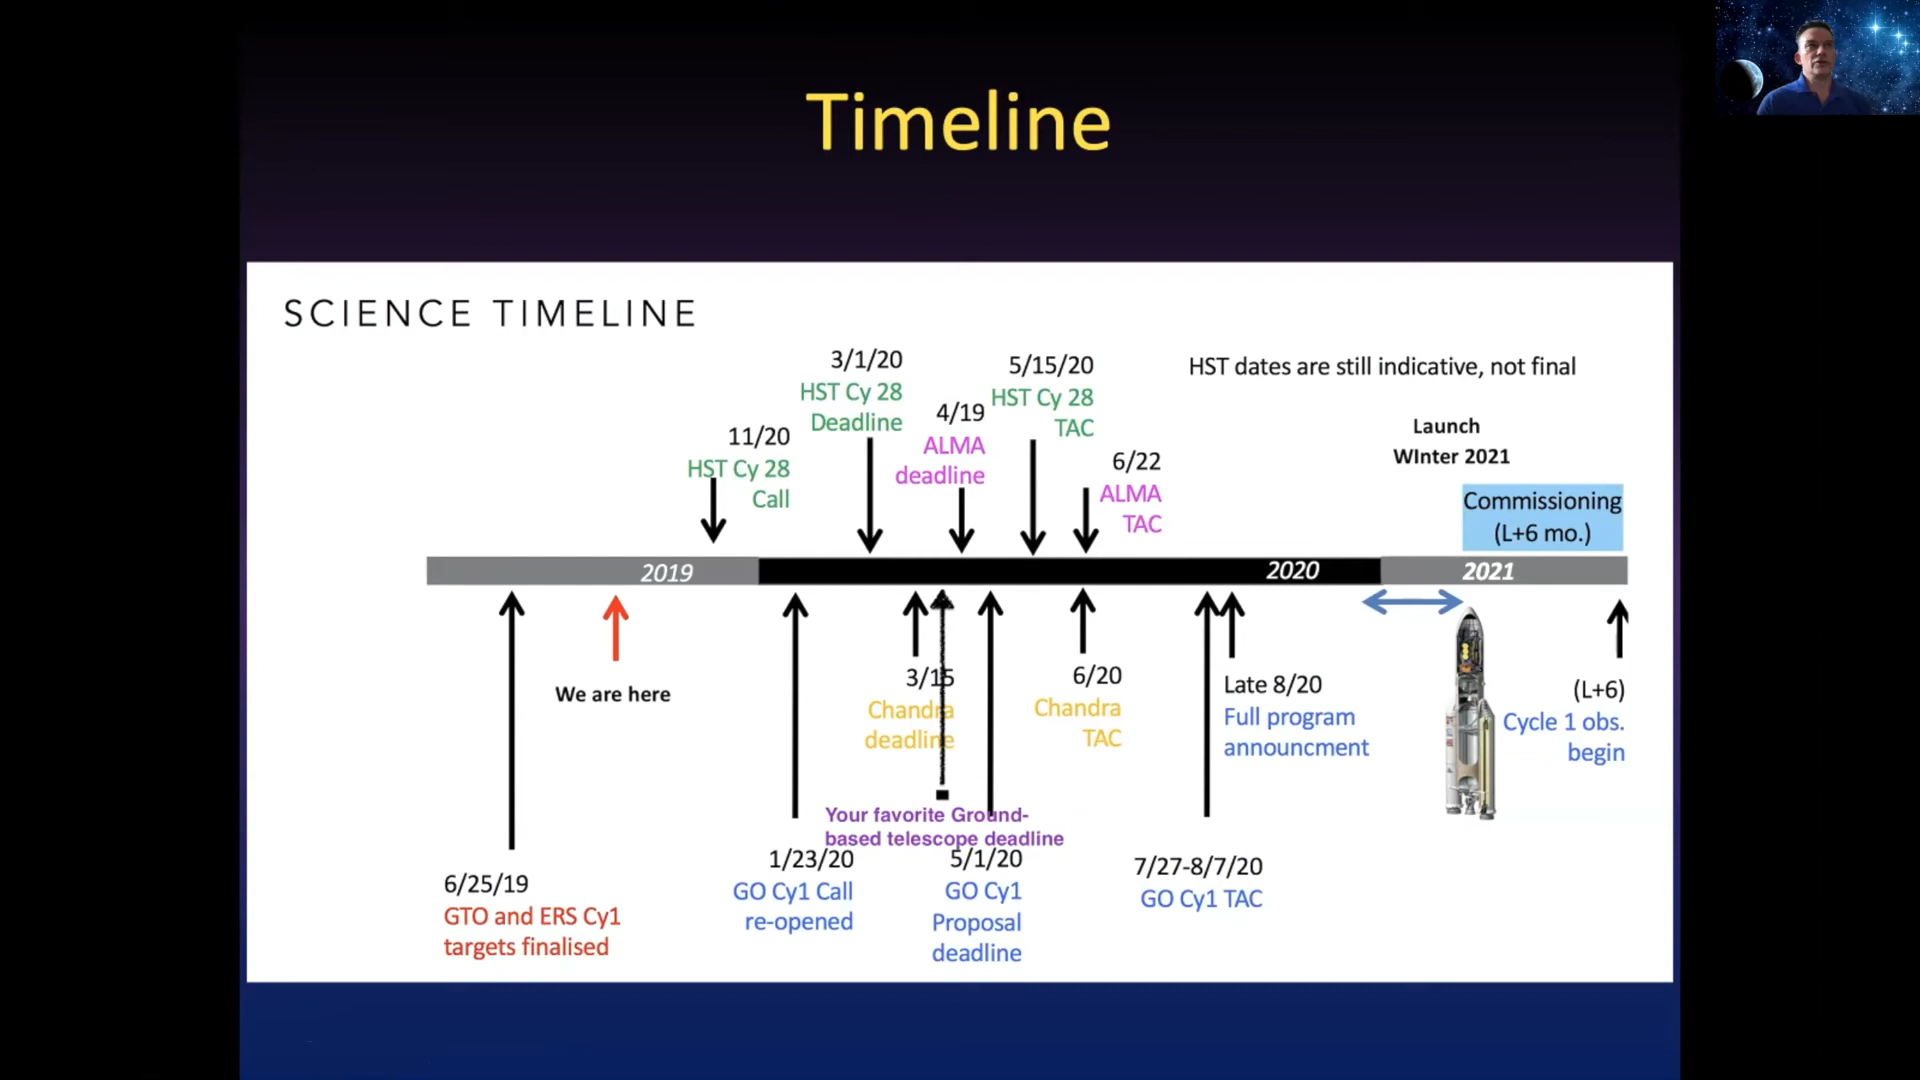 Timeline
SCIENCE TIMELINE
3/1/20
HST Cy 28
Deadline
5/15/20
HST Cy 28
TAC
HST dates are still indicative, not final
4/19
ALMA
deadline
11/20
HST Cy 28
Call
6/22
ALMA
TAC
Launch
WInter 2021
Commissioning
(L+6 mo.)
2019
2020
2021
We are here
3/15
Chandra
deadline
6/20
Chandra
TAC
Late 8/20
Full program
announcment
(L+6)
Cycle 1 obs.
begin
Your favorite Ground-
based telescope deadline
6/25/19
GTO and ERS Cy1
targets finalised
1/23/20
GO Cy1 Call
re-opened
5/1/20
GO Cy1
Proposal
deadline
7/27-8/7/20
GO Cy1 TAC